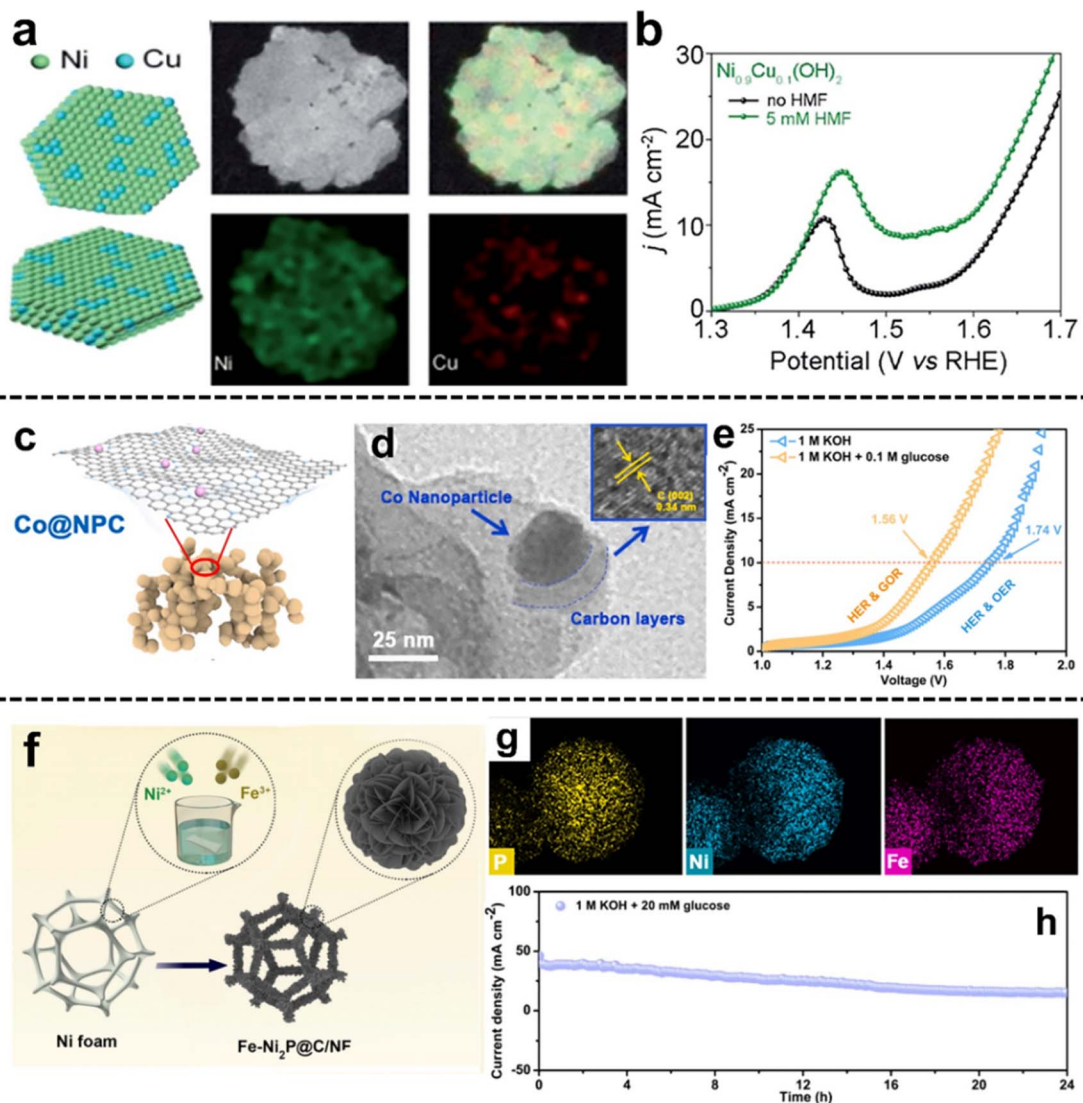 a
Ni Cu
Ni
Cu
b
Ni0.9Cu0.1(OH)2
no HMF
5 mM HMF
j (mA cm-2)
30
20
10
0
1.3 1.4 1.5 1.6 1.7
Potential (V vs RHE)
c
Co@NPC
d
Co Nanoparticle
C (002)
0.34 nm
Carbon layers
25 nm
e
1 M KOH
1 M KOH + 0.1 M glucose
1.56 V
1.74 V
HER & GOR
HER & OER
Current Density (mA cm-2)
25
20
15
10
5
0
1.0 1.2 1.4 1.6 1.8 2.0
Voltage (V)
f
Ni2+
Fe3+
Ni foam
Fe-Ni2P@C/NF
g
P
Ni
Fe
h
1 M KOH + 20 mM glucose
Current density (mA cm-2)
100
50
0
-50
0 4 8 12 16 20 24
Time (h)